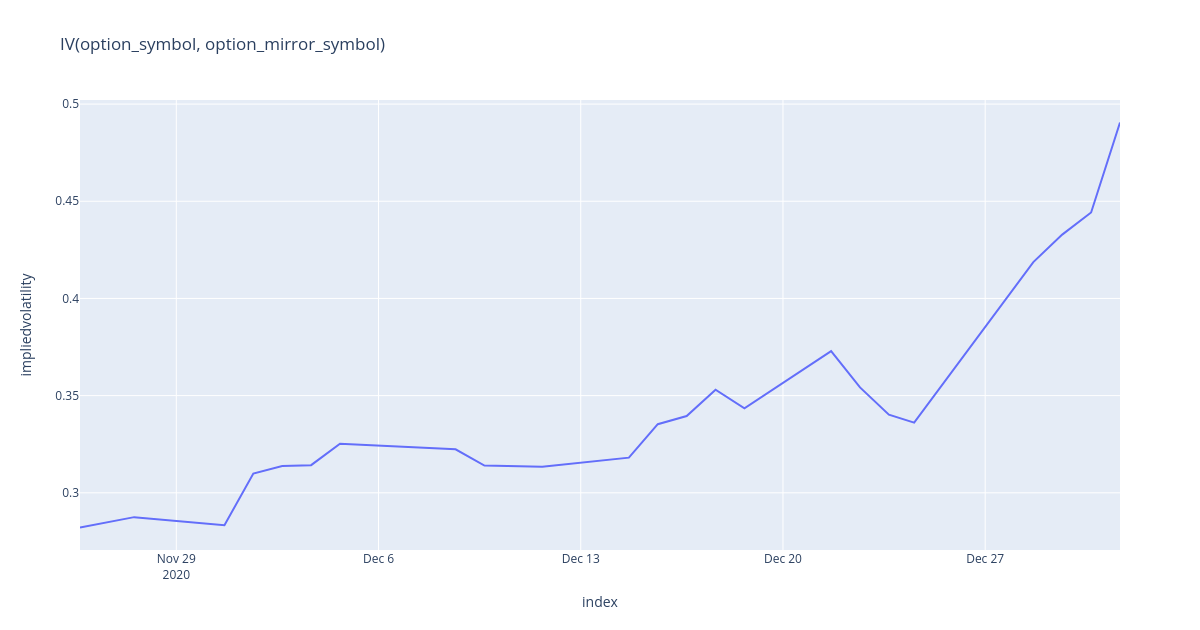 IV(option_symbol, option_mirror_symbol)
0.5
0.45
0.4
0.35
0.3
impliedvolatility
Nov 29
2020
Dec 6
Dec 13
Dec 20
Dec 27
index